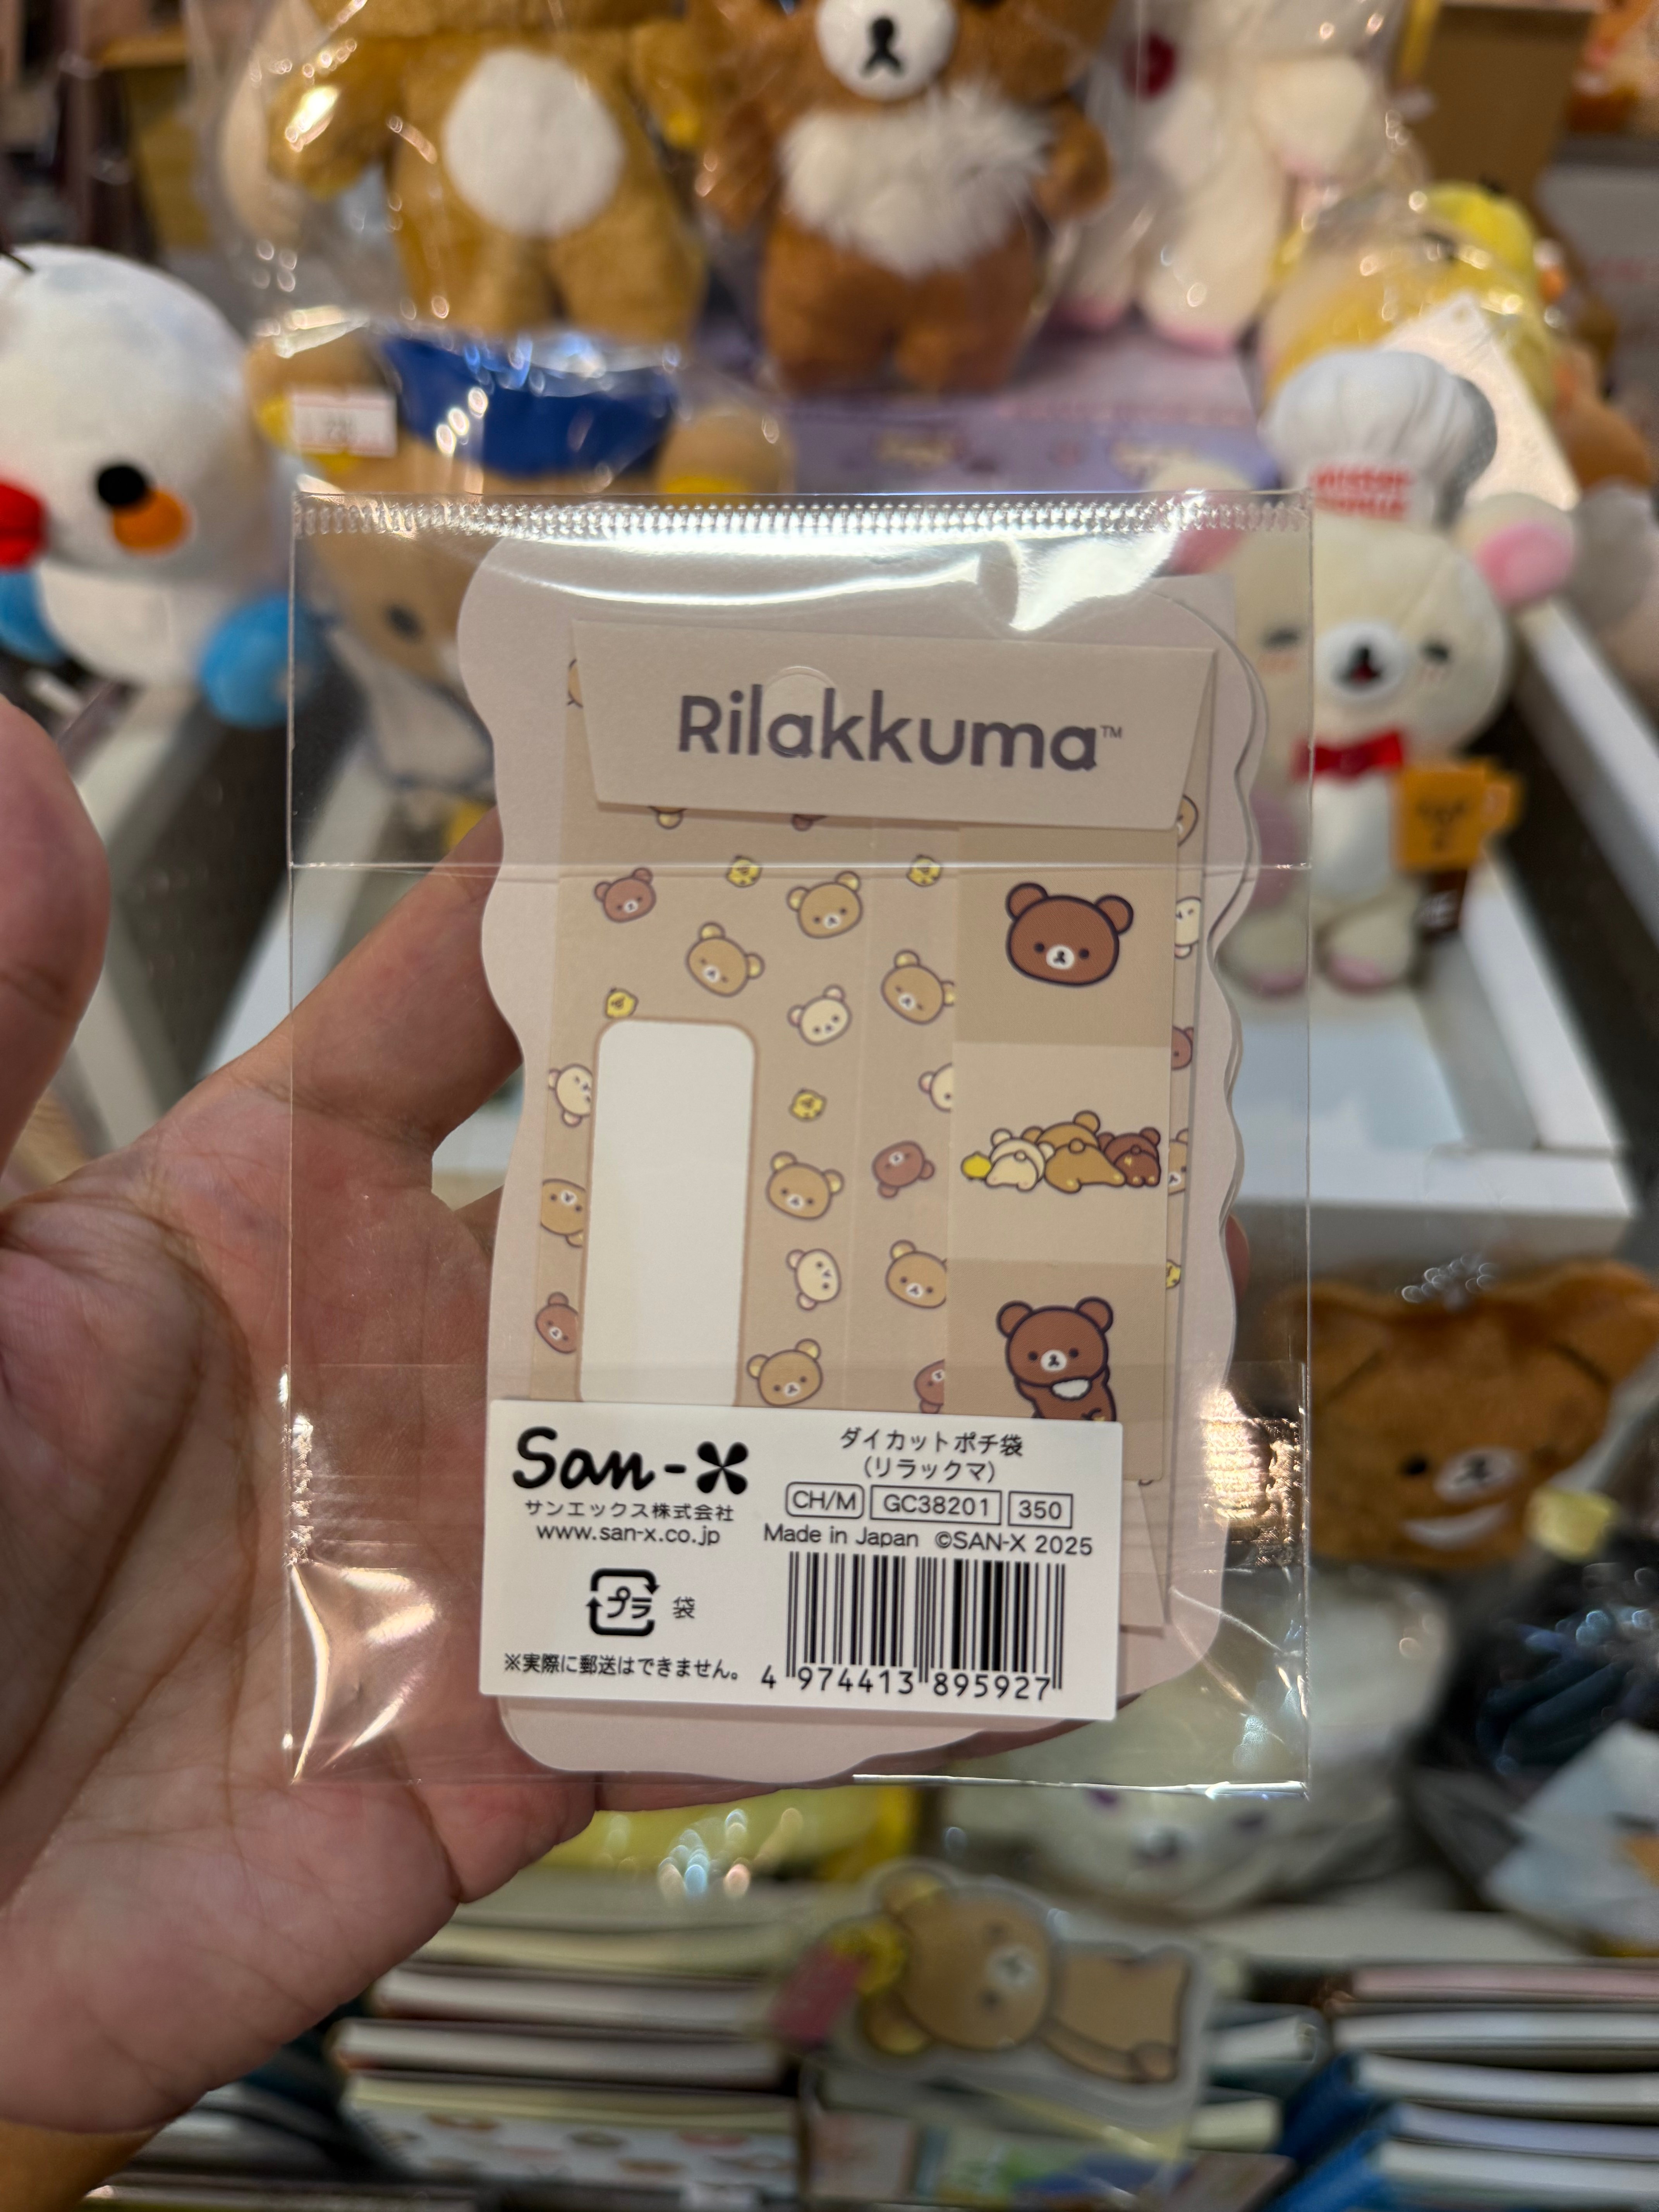 Rilakkuma™
San-X
サンエックス株式会社
www.san-x.co.jp
プラ 袋
※実際に郵送はできません。
ダイカットポチ袋
(リラックマ)
CH/M GC38201 350
Made in Japan ©SAN-X 2025
4 974413 895927